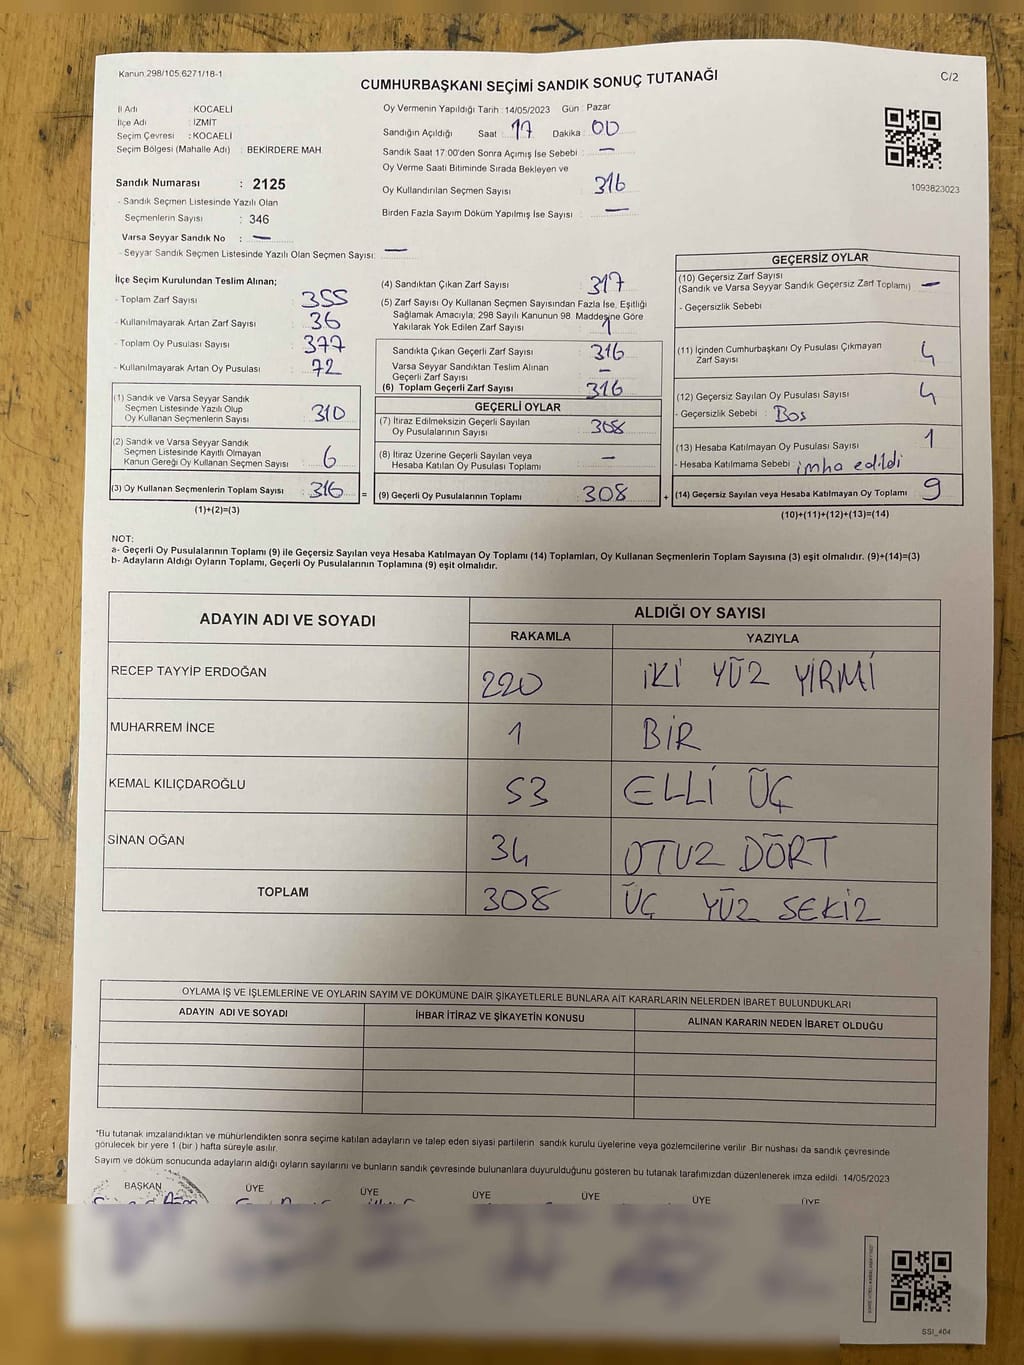 Kanun 298/105,6271/18-1
CUMHURBAŞKANI SEÇİMİ SANDIK SONUÇ TUTANAĞI
C/2
İl Adı : KOCAELİ
İlçe Adı : İZMİT
Seçim Çevresi : KOCAELİ
Seçim Bölgesi (Mahalle Adı) : BEKİRDERE MAH
Oy Vermenin Yapıldığı Tarih : 14/05/2023 Gün : Pazar
Sandığın Açıldığı Saat : 17 Dakika : 00
Sandık Saat 17:00'den Sonra Açımış İse Sebebi : —
Oy Verme Saati Bitiminde Sırada Bekleyen ve
Oy Kullandırılan Seçmen Sayısı : 316
Birden Fazla Sayım Döküm Yapılmış İse Sayısı : —
1093823023
Sandık Numarası : 2125
- Sandık Seçmen Listesinde Yazılı Olan
Seçmenlerin Sayısı : 346
Varsa Seyyar Sandık No : —
- Seyyar Sandık Seçmen Listesinde Yazılı Olan Seçmen Sayısı: —
İlçe Seçim Kurulundan Teslim Alınan;
- Toplam Zarf Sayısı : 355
- Kullanılmayarak Artan Zarf Sayısı : 36
- Toplam Oy Pusulası Sayısı : 377
- Kullanılmayarak Artan Oy Pusulası : 72
(1) Sandık ve Varsa Seyyar Sandık
Seçmen Listesinde Yazılı Olup
Oy Kullanan Seçmenlerin Sayısı : 310
(2) Sandık ve Varsa Seyyar Sandık
Seçmen Listesinde Kayıtlı Olmayan
Kanun Gereği Oy Kullanan Seçmen Sayısı : 6
(3) Oy Kullanan Seçmenlerin Toplam Sayısı : 316 =
(1)+(2)=(3)
(4) Sandıktan Çıkan Zarf Sayısı : 317
(5) Zarf Sayısı Oy Kullanan Seçmen Sayısından Fazla İse, Eşitliği
Sağlamak Amacıyla; 298 Sayılı Kanunun 98. Maddesine Göre
Yakılarak Yok Edilen Zarf Sayısı : 1
Sandıkta Çıkan Geçerli Zarf Sayısı : 316
Varsa Seyyar Sandıktan Teslim Alınan
Geçerli Zarf Sayısı : —
(6) Toplam Geçerli Zarf Sayısı : 316
GEÇERLİ OYLAR
(7) İtiraz Edilmeksizin Geçerli Sayılan
Oy Pusulalarının Sayısı : 308
(8) İtiraz Üzerine Geçerli Sayılan veya
Hesaba Katılan Oy Pusulası Toplamı : —
(9) Geçerli Oy Pusulalarının Toplamı : 308 +
GEÇERSİZ OYLAR
(10) Geçersiz Zarf Sayısı
(Sandık ve Varsa Seyyar Sandık Geçersiz Zarf Toplamı) : —
- Geçersizlik Sebebi :
(11) İçinden Cumhurbaşkanı Oy Pusulası Çıkmayan
Zarf Sayısı : 4
(12) Geçersiz Sayılan Oy Pusulası Sayısı : 4
- Geçersizlik Sebebi : Boş
(13) Hesaba Katılmayan Oy Pusulası Sayısı : 1
- Hesaba Katılmama Sebebi : imha edildi
(14) Geçersiz Sayılan veya Hesaba Katılmayan Oy Toplamı : 9
(10)+(11)+(12)+(13)=(14)
NOT:
a- Geçerli Oy Pusulalarının Toplamı (9) ile Geçersiz Sayılan veya Hesaba Katılmayan Oy Toplamı (14) Toplamları, Oy Kullanan Seçmenlerin Toplam Sayısına (3) eşit olmalıdır. (9)+(14)=(3)
b- Adayların Aldığı Oyların Toplamı, Geçerli Oy Pusulalarının Toplamına (9) eşit olmalıdır.
ADAYIN ADI VE SOYADI ALDIĞI OY SAYISI
RAKAMLA YAZIYLA
RECEP TAYYİP ERDOĞAN 220 İKİ YÜZ YİRMİ
MUHARREM İNCE 1 BİR
KEMAL KILIÇDAROĞLU 53 ELLİ ÜÇ
SİNAN OĞAN 34 OTUZ DÖRT
TOPLAM 308 ÜÇ YÜZ SEKİZ
OYLAMA İŞ VE İŞLEMLERİNE VE OYLARIN SAYIM VE DÖKÜMÜNE DAİR ŞİKAYETLERLE BUNLARA AİT KARARLARIN NELERDEN İBARET BULUNDUKLARI
ADAYIN ADI VE SOYADI İHBAR İTİRAZ VE ŞİKAYETİN KONUSU ALINAN KARARIN NEDEN İBARET OLDUĞU
*Bu tutanak imzalandıktan ve mühürlendikten sonra seçime katılan adayların ve talep eden siyasi partilerin sandık kurulu üyelerine veya gözlemcilerine verilir. Bir nüshası da sandık çevresinde
görülecek bir yere 1 (bir ) hafta süreyle asılır.
Sayım ve döküm sonucunda adayların aldığı oyların sayılarını ve bunların sandık çevresinde bulunanlara duyurulduğunu gösteren bu tutanak tarafımızdan düzenlenerek imza edildi. 14/05/2023
BAŞKAN ÜYE ÜYE ÜYE ÜYE ÜYE ÜYE
SSI_404